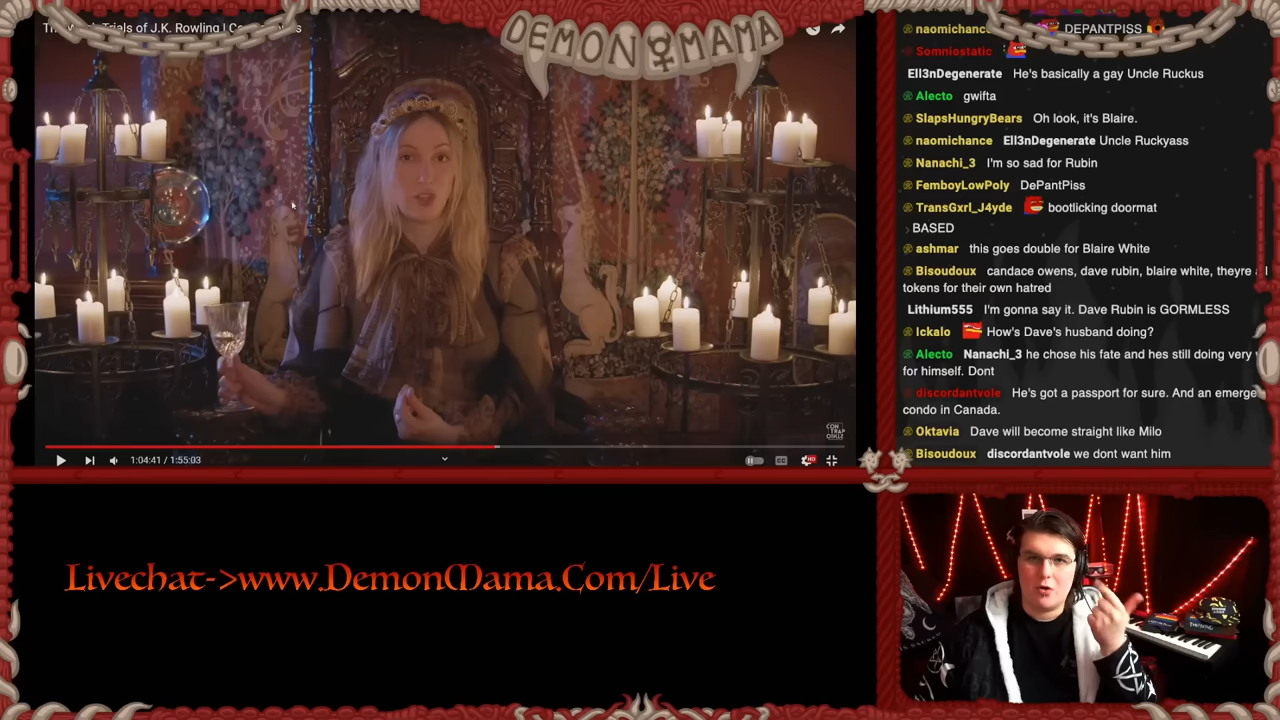 Trials of J.K. Rowling |
DEMON MAMA
1:04:41 / 1:55:03
CC
HD
CON
TRAP
naomichance DEPANTPISS
Somniostatic
Ell3nDegenerate He's basically a gay Uncle Ruckus
Alecto gwifta
SlapsHungryBears Oh look, it's Blaire.
naomichance Ell3nDegenerate Uncle Ruckyass
Nanachi_3 I'm so sad for Rubin
FemboyLowPoly DePantPiss
TransGxrl_J4yde bootlicking doormat
BASED
ashmar this goes double for Blaire White
Bisoudoux candace owens, dave rubin, blaire white, theyre
tokens for their own hatred
Lithium555 I'm gonna say it. Dave Rubin is GORMLESS
Ickalo How's Dave's husband doing?
Alecto Nanachi_3 he chose his fate and hes still doing very
for himself. Dont
discordantvole He's got a passport for sure. And an emerge
condo in Canada.
Oktavia Dave will become straight like Milo
Bisoudoux discordantvole we dont want him
Livechat->www.DemonMama.Com/Live